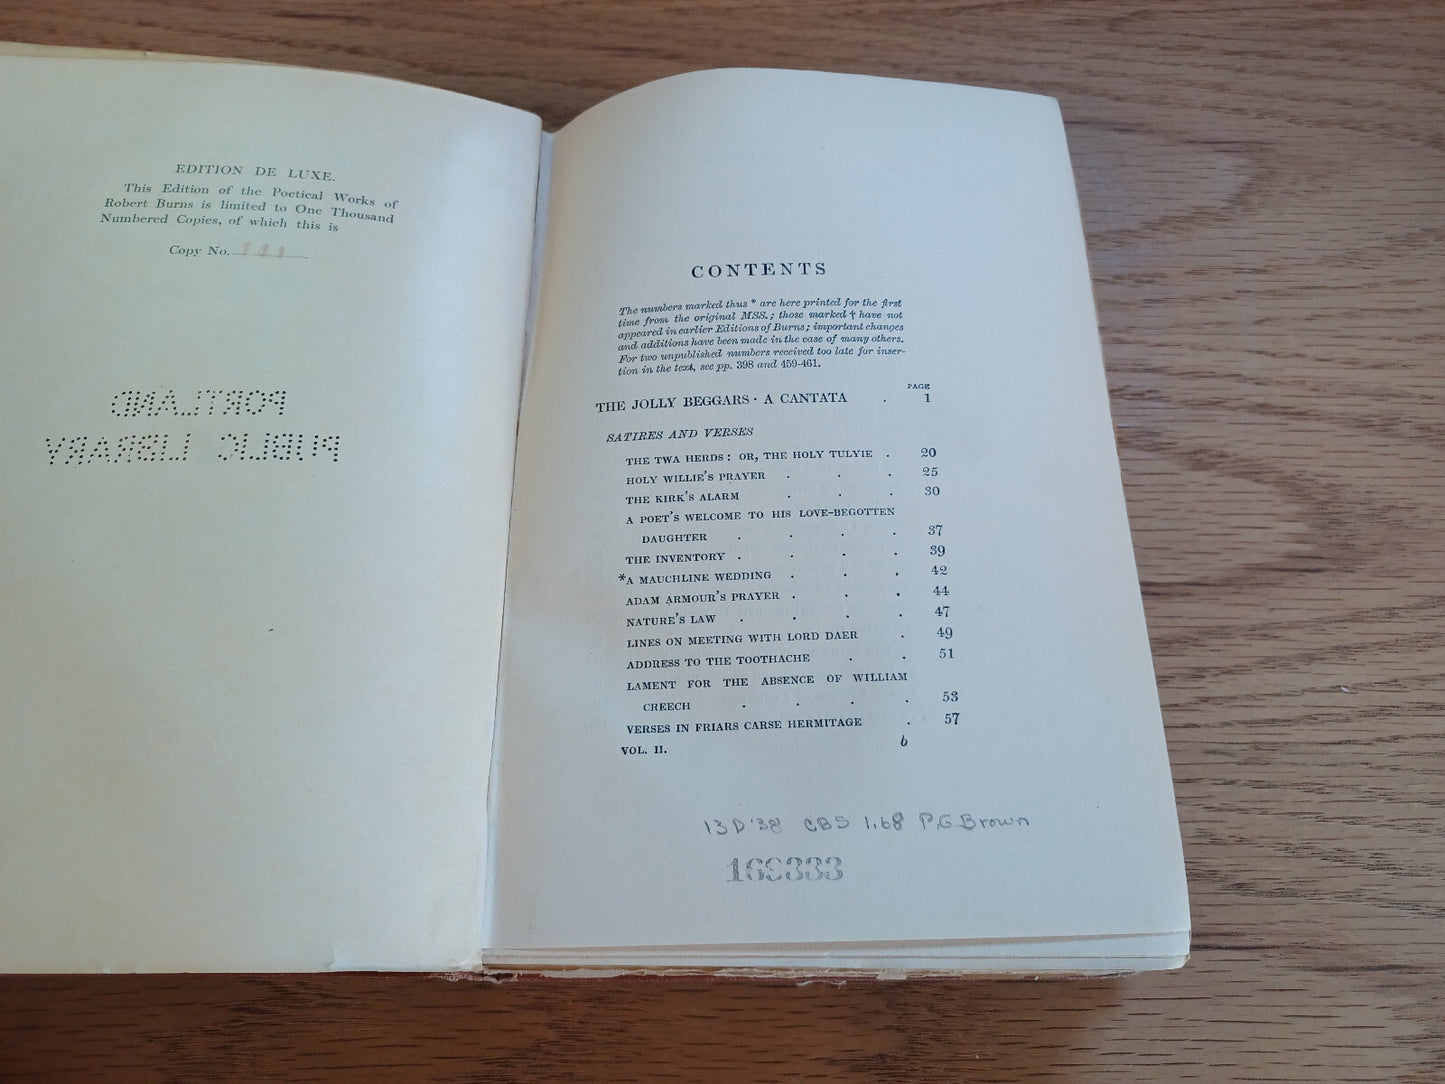 EDITION DE LUXE.
This Edition of the Poetical Works of
Robert Burns is limited to One Thousand
Numbered Copies, of which this is
Copy No.
PORTLAND
PUBLIC LIBRARY
CONTENTS
The numbers marked thus * are here printed for the first
time from the original MSS.; those marked † have not
appeared in earlier Editions of Burns; important changes
and additions have been made in the case of many others.
For two unpublished numbers received too late for inser-
tion in the text, see pp. 398 and 459-461.
PAGE
THE JOLLY BEGGARS · A CANTATA . 1
SATIRES AND VERSES
THE TWA HERDS: OR, THE HOLY TULYIE . 20
HOLY WILLIE'S PRAYER . . . 25
THE KIRK'S ALARM . . . 30
A POET'S WELCOME TO HIS LOVE-BEGOTTEN
DAUGHTER . . . . 37
THE INVENTORY . . . . 39
*A MAUCHLINE WEDDING . . . 42
ADAM ARMOUR'S PRAYER . . . 44
NATURE'S LAW . . . . 47
LINES ON MEETING WITH LORD DAER . 49
ADDRESS TO THE TOOTHACHE . . 51
LAMENT FOR THE ABSENCE OF WILLIAM
CREECH . . . . 53
VERSES IN FRIARS CARSE HERMITAGE . 57
VOL. II. b
13 D '38 CBS 1.68 P.G. Brown
169333